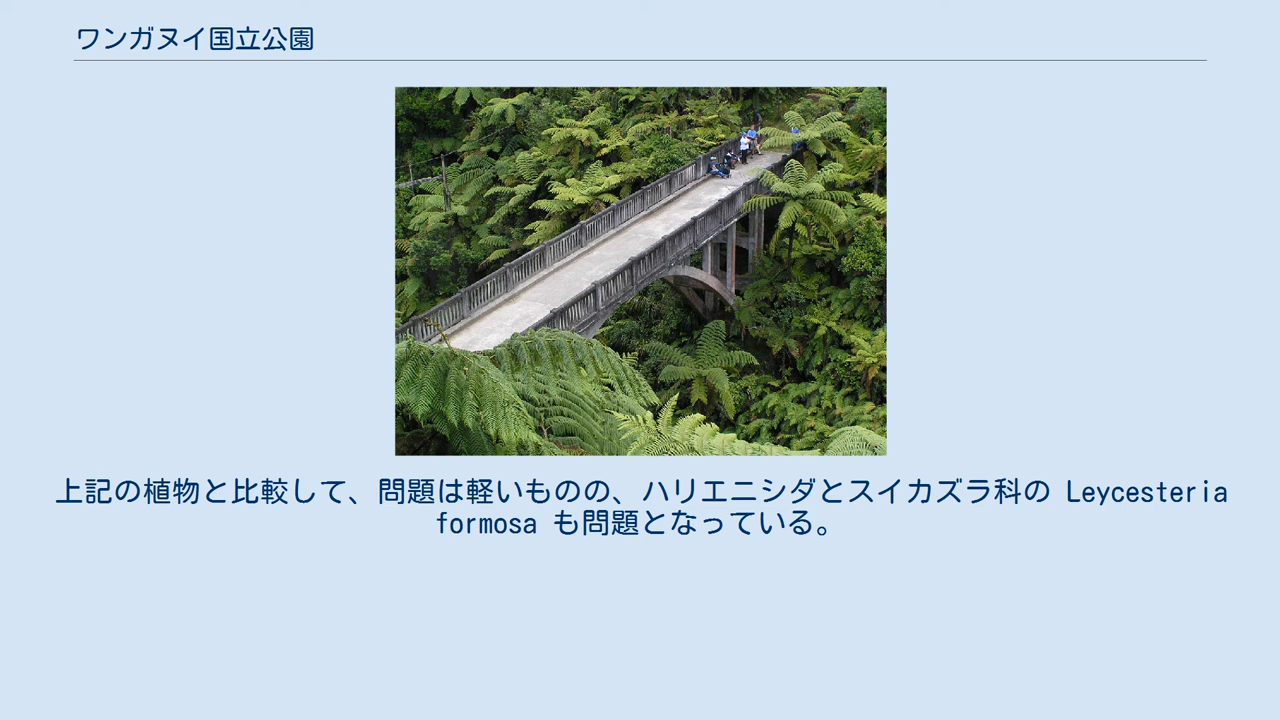 ワンガヌイ国立公園
上記の植物と比較して、問題は軽いものの、ハリエニシダとスイカズラ科の Leycesteria
formosa も問題となっている。